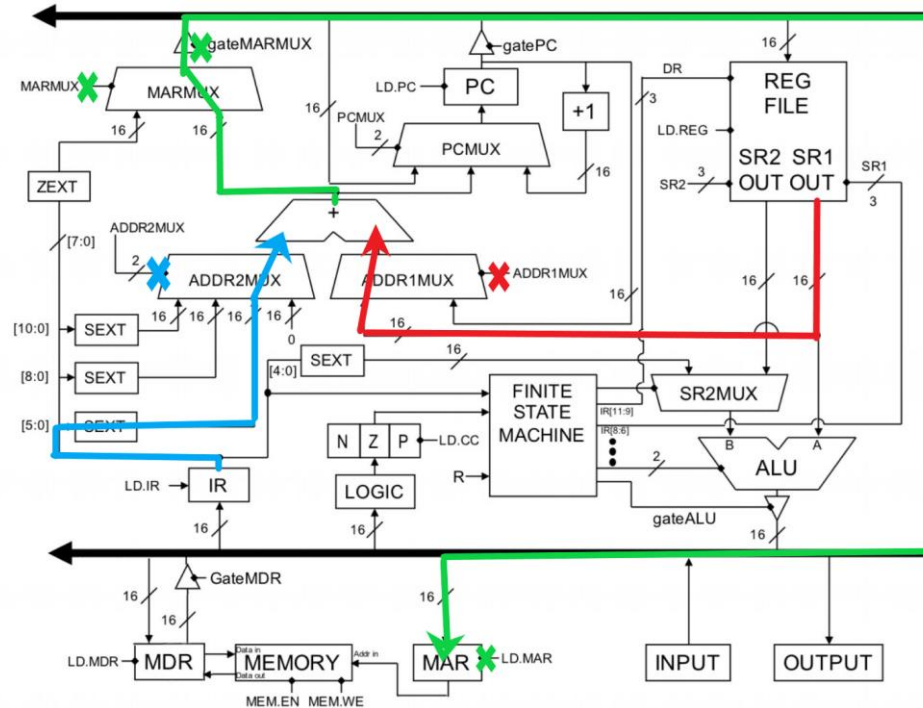 gateMARMUX
gatePC
16
DR
REG
FILE
MARMUX
MARMUX
LD.PC
PC
+1
3
16
16
16
PCMUX
2
PCMUX
16
LD.REG
ZEXT
SR2
OUT
SR1
OUT
SR2
3
SR1
3
+
[7:0]
ADDR2MUX
2
ADDR2MUX
ADDR1MUX
ADDR1MUX
16
16
16
16
16
16
16
0
[10:0]
SEXT
16
[8:0]
SEXT
[4:0]
SEXT
16
SR2MUX
FINITE
STATE
MACHINE
IR[11:9]
IR[8:6]
[5:0]
SEXT
N Z P
LD.CC
B
A
ALU
2
LD.IR
IR
LOGIC
R
gateALU
16
16
16
GateMDR
16
16
16
LD.MDR
MDR
Data in
Data out
MEMORY
Addr in
MAR
LD.MAR
INPUT
OUTPUT
MEM.EN
MEM.WE